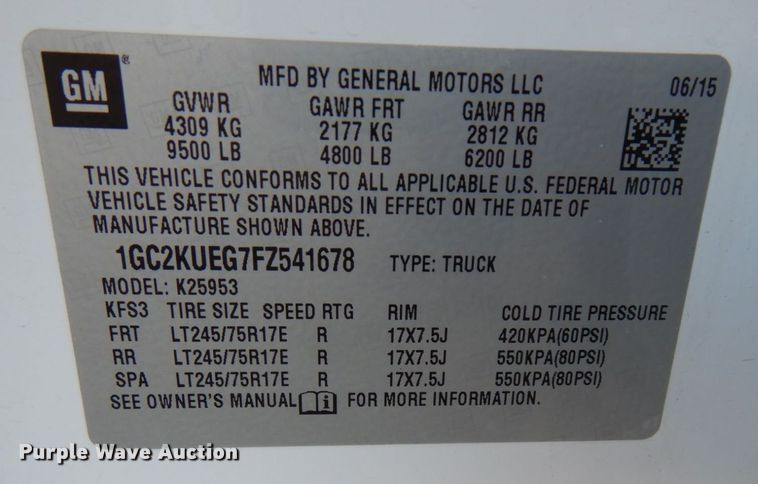 GM®
MFD BY GENERAL MOTORS LLC 06/15
GVWR GAWR FRT GAWR RR
4309 KG 2177 KG 2812 KG
9500 LB 4800 LB 6200 LB
THIS VEHICLE CONFORMS TO ALL APPLICABLE U.S. FEDERAL MOTOR
VEHICLE SAFETY STANDARDS IN EFFECT ON THE DATE OF
MANUFACTURE SHOWN ABOVE.
1GC2KUEG7FZ541678 TYPE: TRUCK
MODEL: K25953
KFS3 TIRE SIZE SPEED RTG RIM COLD TIRE PRESSURE
FRT LT245/75R17E R 17X7.5J 420KPA(60PSI)
RR LT245/75R17E R 17X7.5J 550KPA(80PSI)
SPA LT245/75R17E R 17X7.5J 550KPA(80PSI)
SEE OWNER'S MANUAL i FOR MORE INFORMATION.
Purple Wave Auction